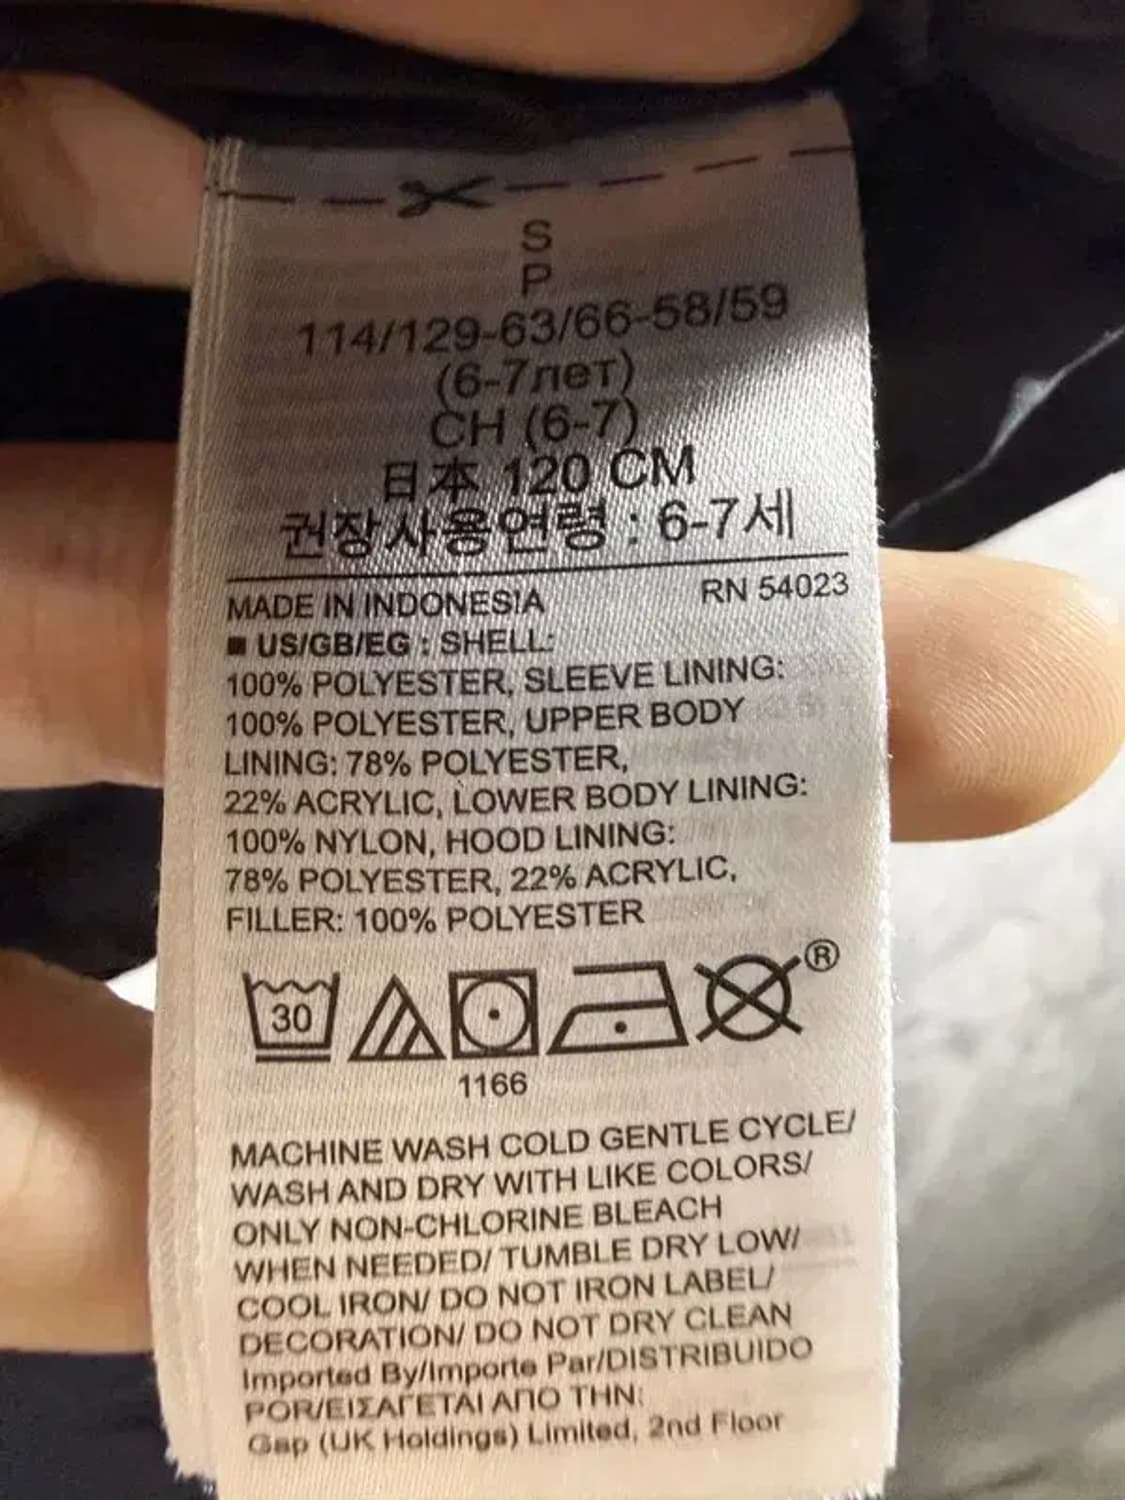 S
P
114/129-63/66-58/59
(6-7лет)
CH (6-7)
日本 120 CM
권장사용연령 : 6-7세
MADE IN INDONESIA RN 54023
■ US/GB/EG : SHELL:
100% POLYESTER, SLEEVE LINING:
100% POLYESTER, UPPER BODY
LINING: 78% POLYESTER,
22% ACRYLIC, LOWER BODY LINING:
100% NYLON, HOOD LINING:
78% POLYESTER, 22% ACRYLIC,
FILLER: 100% POLYESTER
30 ®
1166
MACHINE WASH COLD GENTLE CYCLE/
WASH AND DRY WITH LIKE COLORS/
ONLY NON-CHLORINE BLEACH
WHEN NEEDED/ TUMBLE DRY LOW/
COOL IRON/ DO NOT IRON LABEL/
DECORATION/ DO NOT DRY CLEAN
Imported By/Importe Par/DISTRIBUIDO
POR/ΕΙΣΑΓΕΤΑΙ ΑΠΟ ΤΗΝ:
Gap (UK Holdings) Limited, 2nd Floor